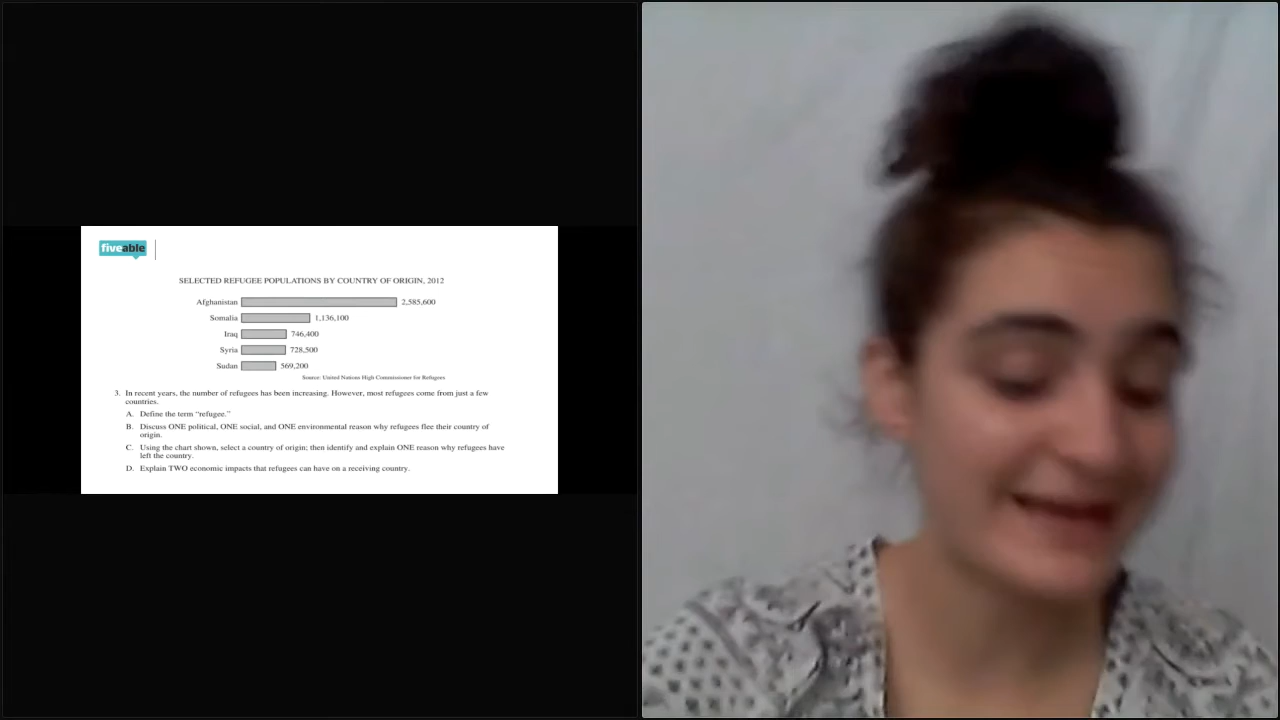 fiveable
SELECTED REFUGEE POPULATIONS BY COUNTRY OF ORIGIN, 2012
Afghanistan 2,585,600
Somalia 1,136,100
Iraq 746,400
Syria 728,500
Sudan 569,200
Source: United Nations High Commissioner for Refugees
3. In recent years, the number of refugees has been increasing. However, most refugees come from just a few
countries.
A. Define the term “refugee.”
B. Discuss ONE political, ONE social, and ONE environmental reason why refugees flee their country of
origin.
C. Using the chart shown, select a country of origin; then identify and explain ONE reason why refugees have
left the country.
D. Explain TWO economic impacts that refugees can have on a receiving country.